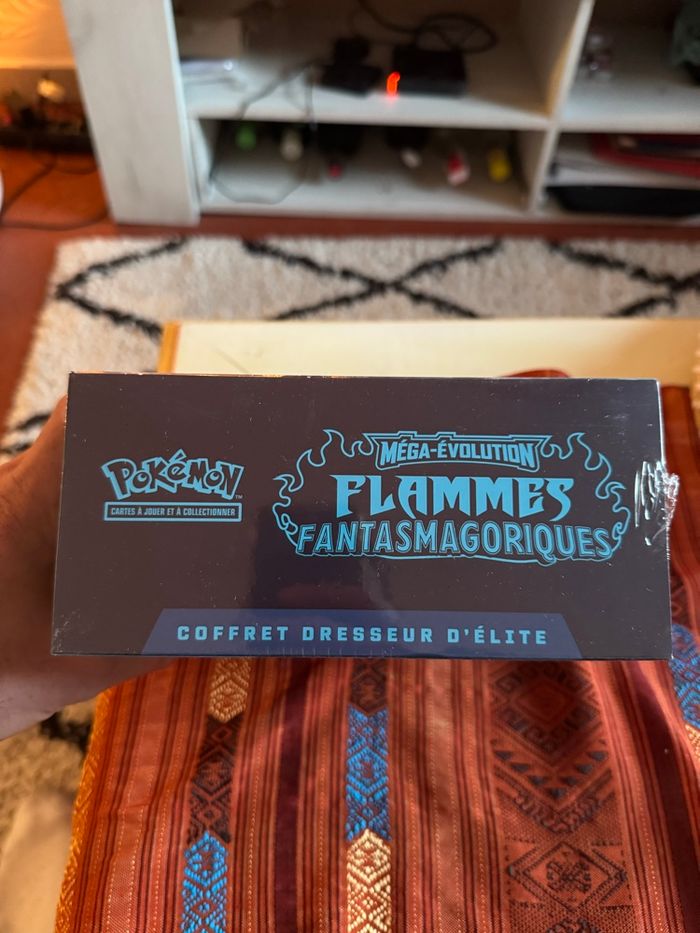 POKéMON
CARTES À JOUER ET À COLLECTIONNER
MÉGA-ÉVOLUTION
FLAMMES
FANTASMAGORIQUES
COFFRET DRESSEUR D'ÉLITE